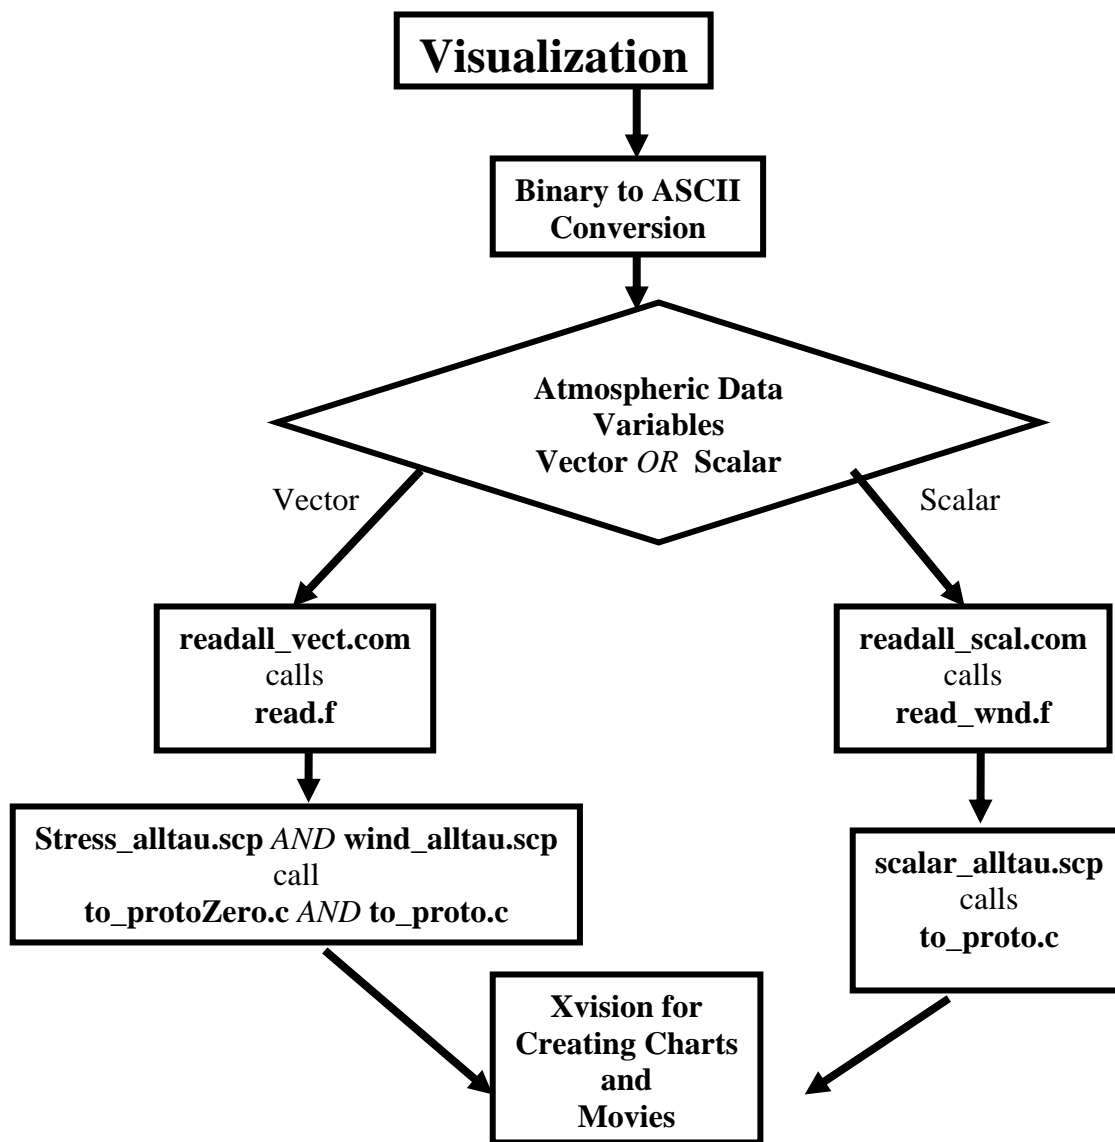 Visualization
Binary to ASCII
Conversion
Atmospheric Data
Variables
Vector OR Scalar
Vector
Scalar
readall_vect.com
calls
read.f
readall_scal.com
calls
read_wnd.f
Stress_alltau.scp AND wind_alltau.scp
call
to_protoZero.c AND to_proto.c
scalar_alltau.scp
calls
to_proto.c
Xvision for
Creating Charts
and
Movies